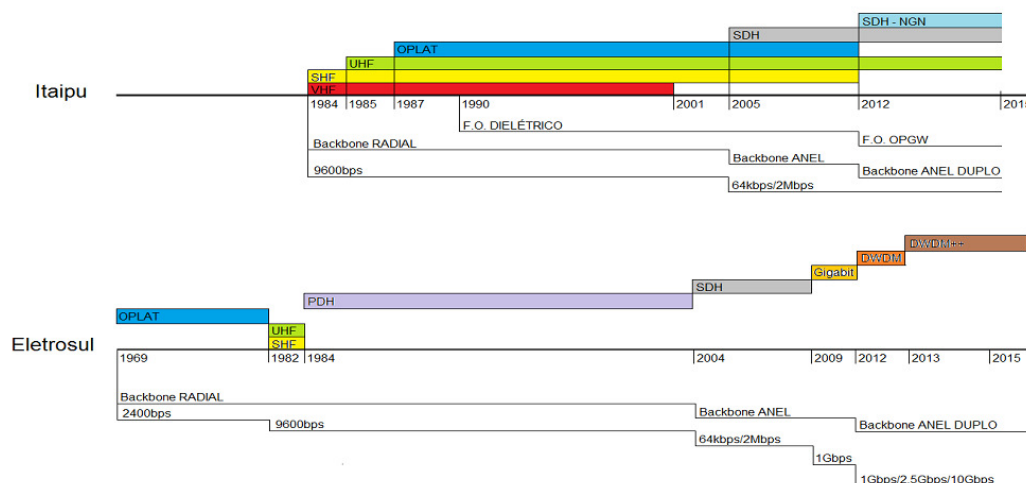 SDH - NGN
SDH
OPLAT
UHF
SHF
VHF
Itaipu
1984 1985 1987 1990 2001 2005 2012 2015
F.O. DIELÉTRICO
F.O. OPGW
Backbone RADIAL
Backbone ANEL
Backbone ANEL DUPLO
9600bps
64kbps/2Mbps
DWDM++
DWDM
Gigabit
SDH
PDH
OPLAT
UHF
SHF
Eletrosul
1969 1982 1984 2004 2009 2012 2013 2015
Backbone RADIAL
Backbone ANEL
Backbone ANEL DUPLO
2400bps
9600bps
64kbps/2Mbps
1Gbps
1Gbps/2.5Gbps/10Gbps